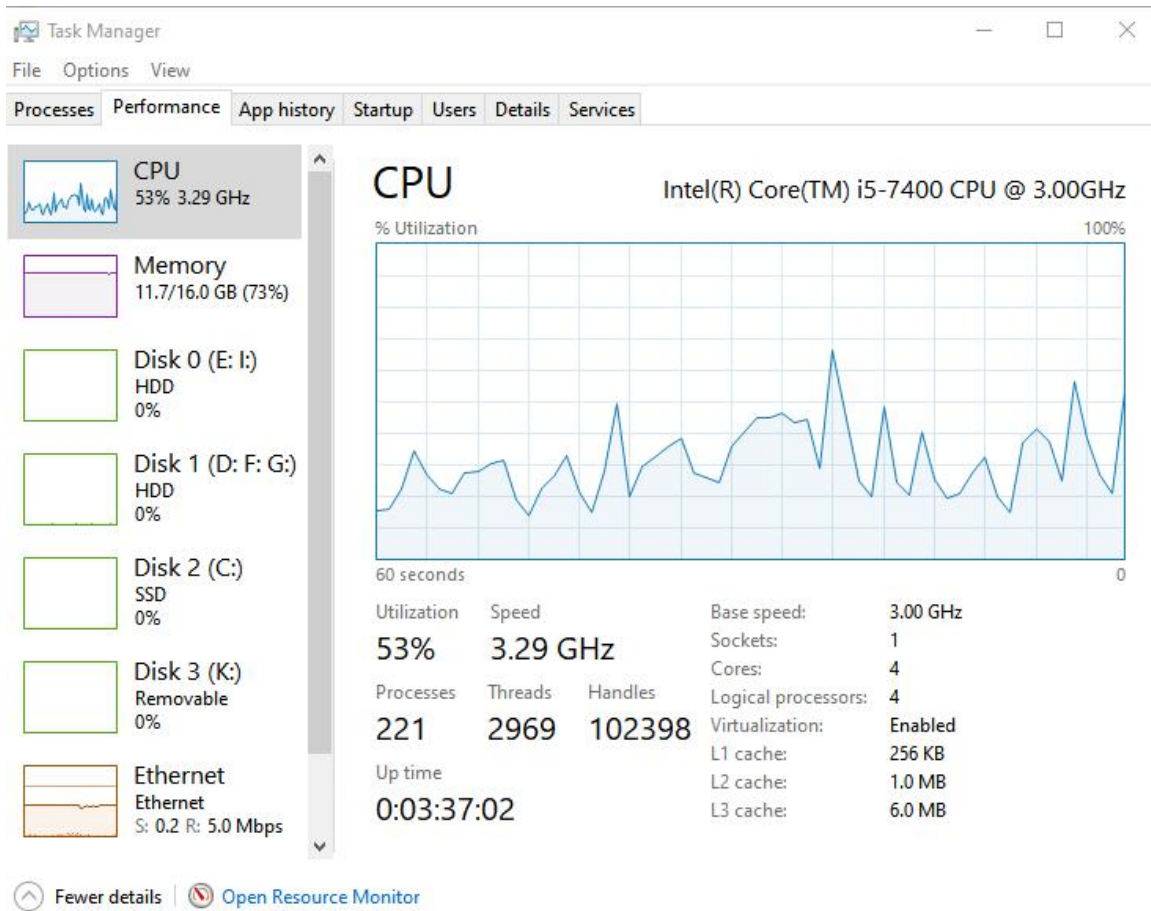 Task Manager
File Options View
Processes Performance App history Startup Users Details Services
CPU
53% 3.29 GHz
Memory
11.7/16.0 GB (73%)
Disk 0 (E: I:)
HDD
0%
Disk 1 (D: F: G:)
HDD
0%
Disk 2 (C:)
SSD
0%
Disk 3 (K:)
Removable
0%
Ethernet
Ethernet
S: 0.2 R: 5.0 Mbps
CPU Intel(R) Core(TM) i5-7400 CPU @ 3.00GHz
% Utilization 100%
60 seconds 0
Utilization Speed
53% 3.29 GHz
Processes Threads Handles
221 2969 102398
Up time
0:03:37:02
Base speed: 3.00 GHz
Sockets: 1
Cores: 4
Logical processors: 4
Virtualization: Enabled
L1 cache: 256 KB
L2 cache: 1.0 MB
L3 cache: 6.0 MB
Fewer details Open Resource Monitor